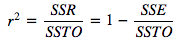 r² = SSR/SSTO = 1 − SSE/SSTO